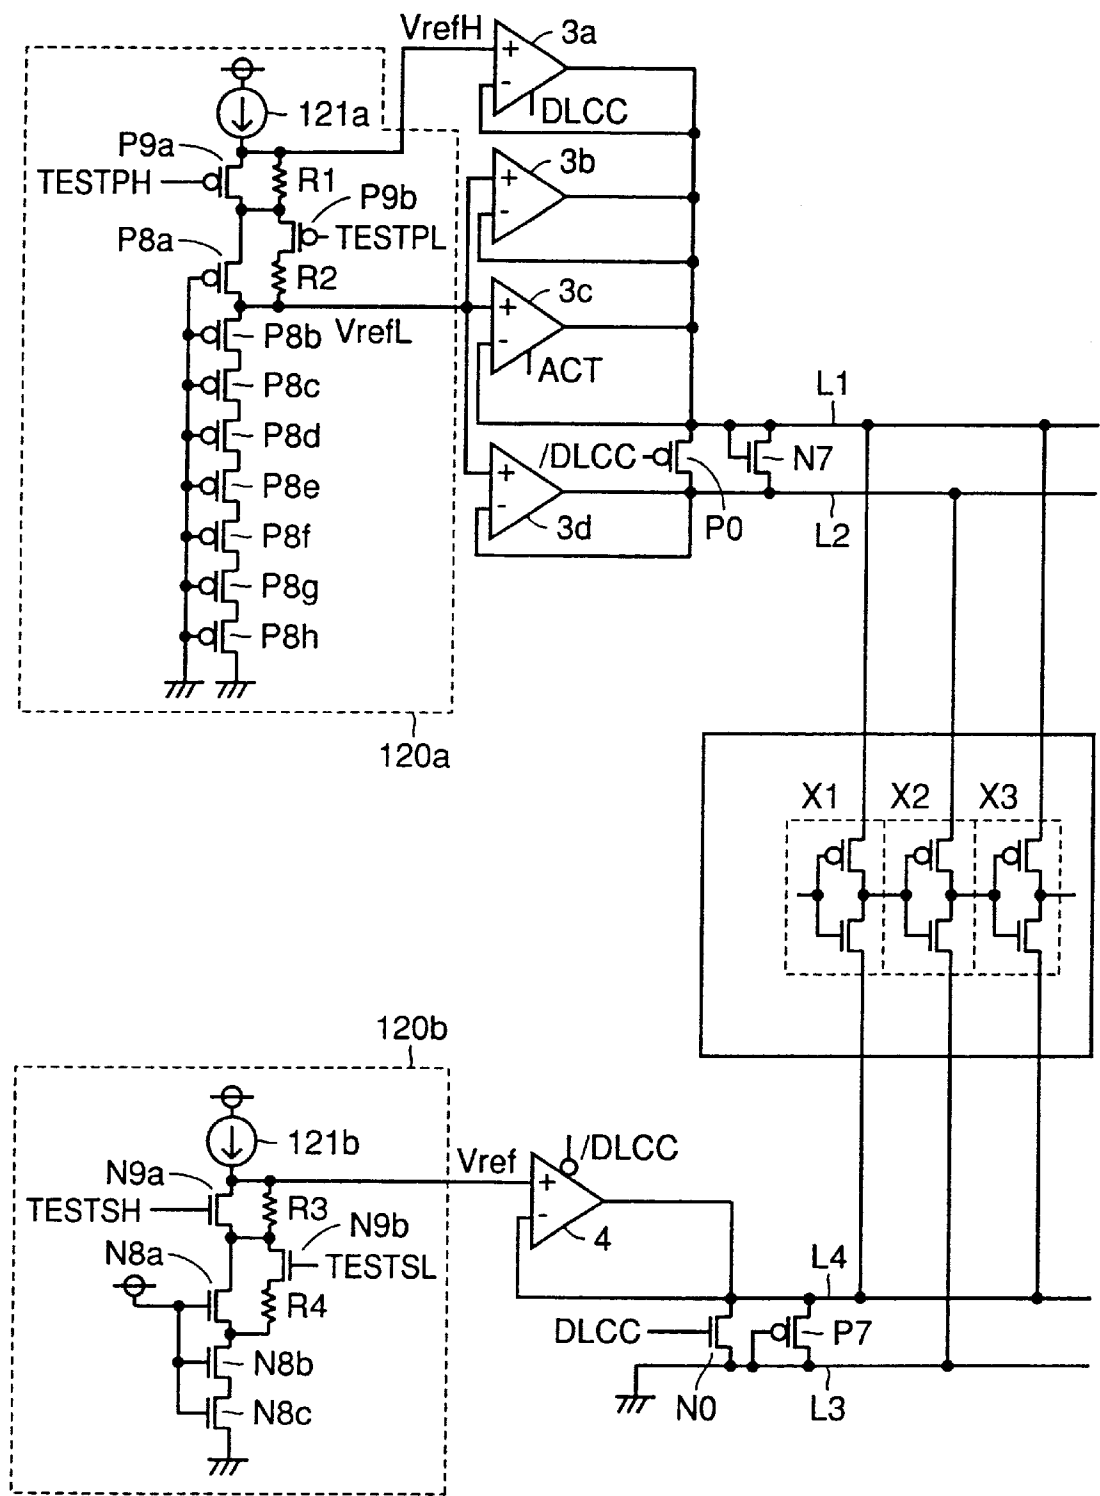 VrefH
3a
121a
DLCC
P9a
TESTPH
R1
3b
P9b
TESTPL
P8a
R2
3c
VrefL
P8b
ACT
P8c
L1
P8d
/DLCC
N7
P8e
P8f
3d
P0
L2
P8g
P8h
120a
X1 X2 X3
120b
121b
Vref
/DLCC
N9a
TESTSH
R3
N9b
4
N8a
TESTSL
L4
R4
DLCC
P7
N8b
N8c
N0
L3